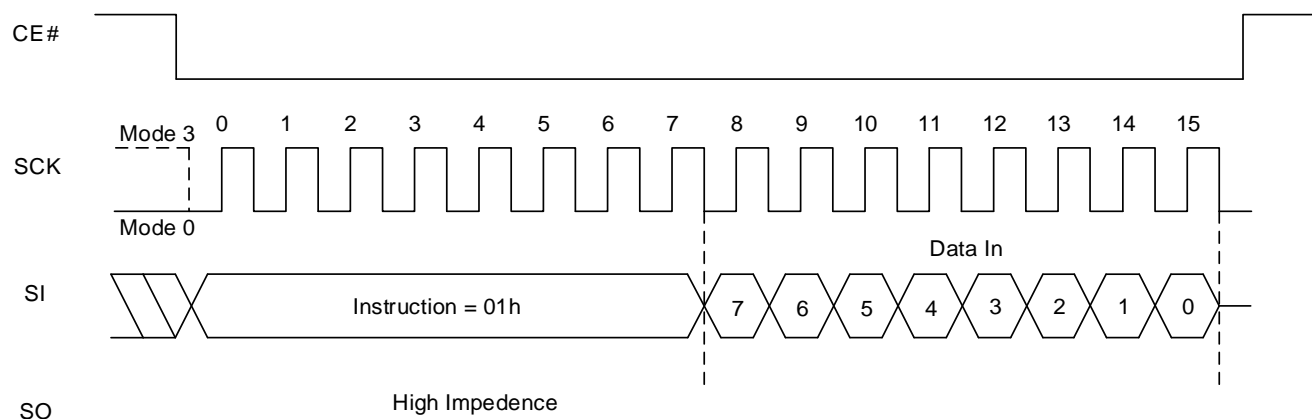 CE#
0 1 2 3 4 5 6 7 8 9 10 11 12 13 14 15
Mode 3
SCK
Mode 0
Data In
SI
Instruction = 01h
7 6 5 4 3 2 1 0
High Impedence
SO